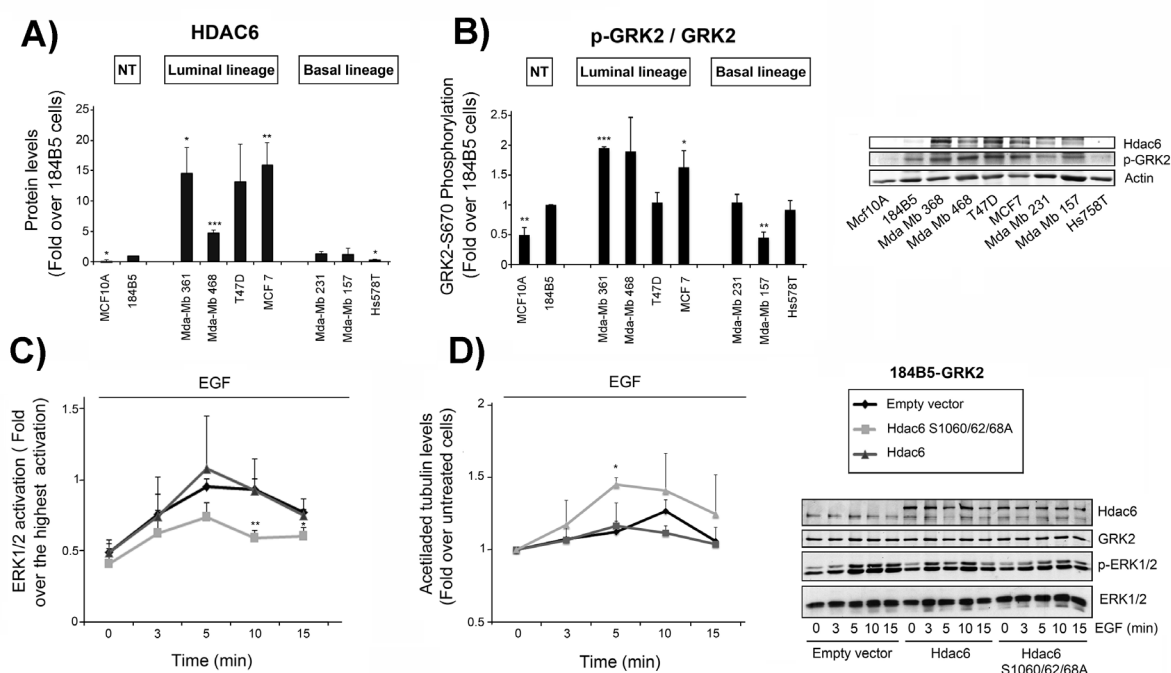 A)
HDAC6
NT
Luminal lineage
Basal lineage
Protein levels
(Fold over 184B5 cells)
25
20
15
10
5
0
*
*
***
**
*
MCF10A
184B5
Mda-Mb 361
Mda-Mb 468
T47D
MCF 7
Mda-Mb 231
Mda-Mb 157
Hs578T
B)
p-GRK2 / GRK2
NT
Luminal lineage
Basal lineage
GRK2-S670 Phosphorylation
(Fold over 184B5 cells)
2.5
2
1.5
1
0.5
0
**
***
*
**
MCF10A
184B5
Mda-Mb 361
Mda-Mb 468
T47D
MCF 7
Mda-Mb 231
Mda-Mb 157
Hs578T
Hdac6
p-GRK2
Actin
Mcf10A
184B5
Mda Mb 368
Mda Mb 468
T47D
MCF7
Mda Mb 231
Mda Mb 157
Hs758T
C)
EGF
ERK1/2 activation ( Fold
over the highest activation)
1.5
1
0.5
0
**
*
0 3 5 10 15
Time (min)
D)
EGF
Acetiladed tubulin levels
(Fold over untreated cells)
2
1.5
1
0.5
*
0 3 5 10 15
Time (min)
184B5-GRK2
Empty vector
Hdac6 S1060/62/68A
Hdac6
Hdac6
GRK2
p-ERK1/2
ERK1/2
0 3 5 10 15 0 3 5 10 15 0 3 5 10 15 EGF (min)
Empty vector
Hdac6
Hdac6
S1060/62/68A